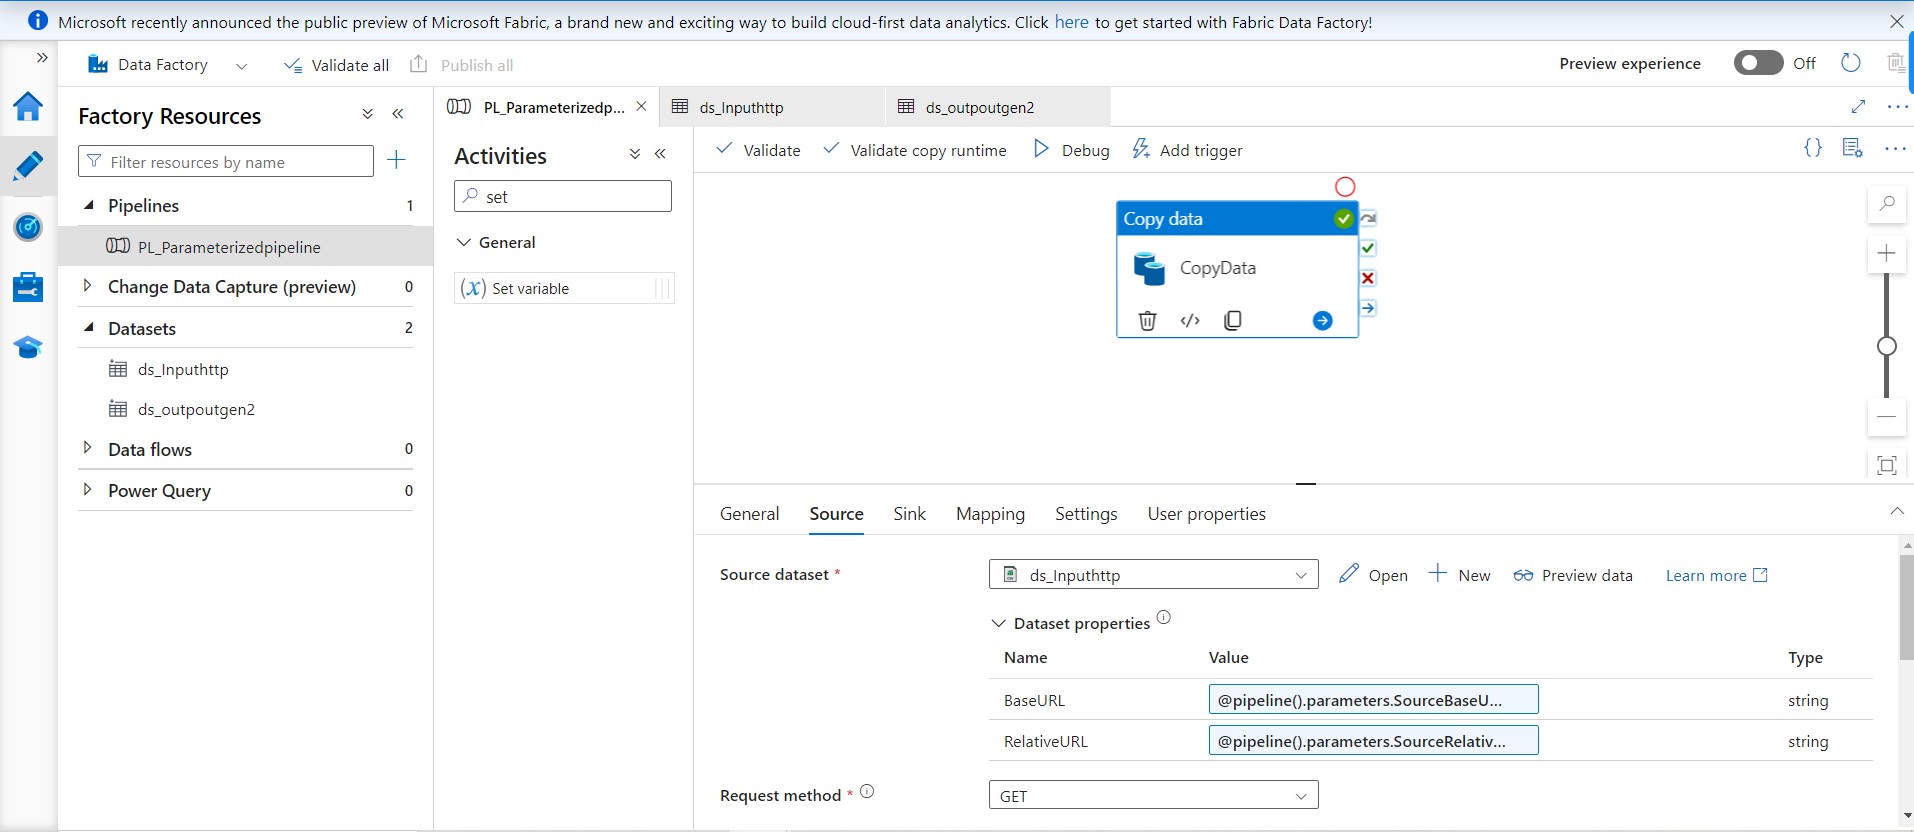 Microsoft recently announced the public preview of Microsoft Fabric, a brand new and exciting way to build cloud-first data analytics. Click here to get started with Fabric Data Factory!
Data Factory
Validate all
Publish all
Preview experience
Off
Factory Resources
Filter resources by name
Pipelines 1
PL_Parameterizedpipeline
Change Data Capture (preview) 0
Datasets 2
ds_Inputhttp
ds_outpoutgen2
Data flows 0
Power Query 0
PL_Parameterizedp...
ds_Inputhttp
ds_outpoutgen2
Activities
set
General
(x) Set variable
Validate
Validate copy runtime
Debug
Add trigger
{}
Copy data
CopyData
</>
General
Source
Sink
Mapping
Settings
User properties
Source dataset *
ds_Inputhttp
Open
New
Preview data
Learn more
Dataset properties
Name Value Type
BaseURL @pipeline().parameters.SourceBaseU... string
RelativeURL @pipeline().parameters.SourceRelativ... string
Request method *
GET